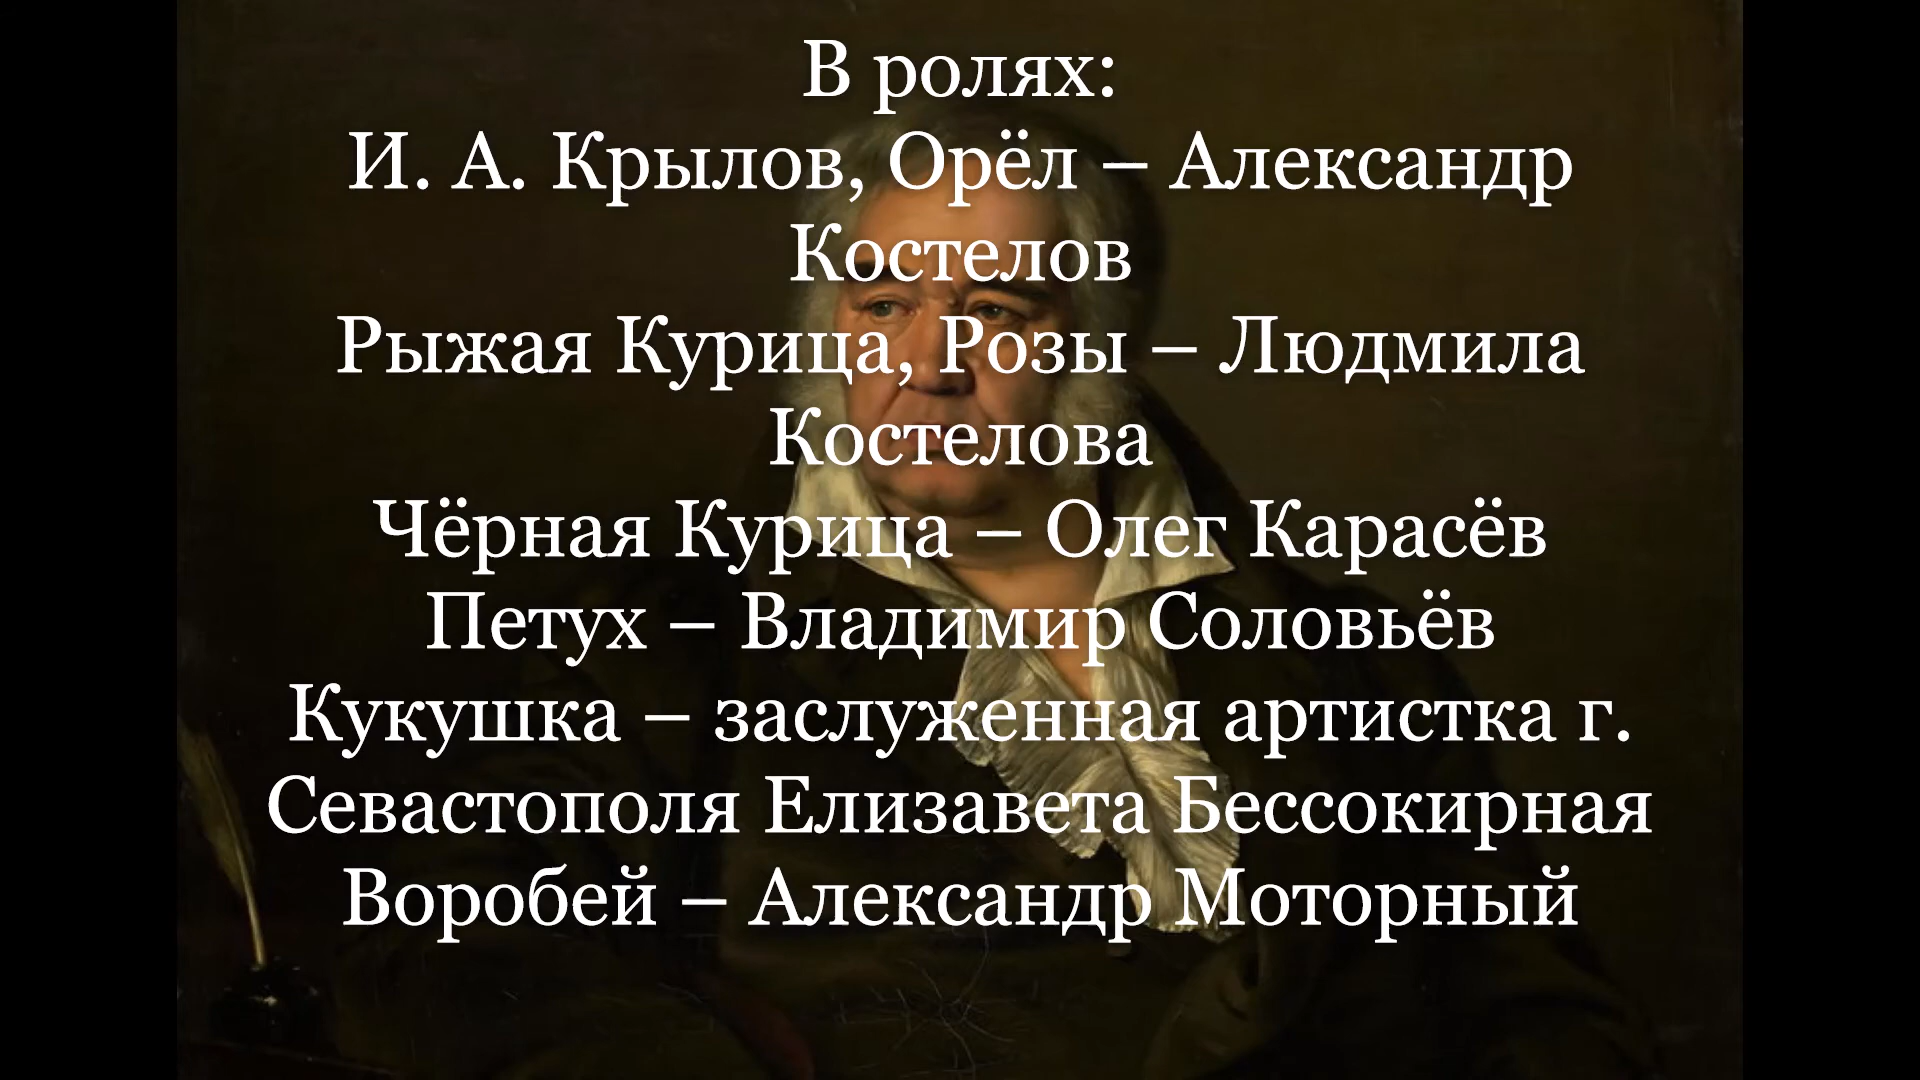 В ролях:
И. А. Крылов, Орёл – Александр
Костелов
Рыжая Курица, Розы – Людмила
Костелова
Чёрная Курица – Олег Карасёв
Петух – Владимир Соловьёв
Кукушка – заслуженная артистка г.
Севастополя Елизавета Бессокирная
Воробей – Александр Моторный